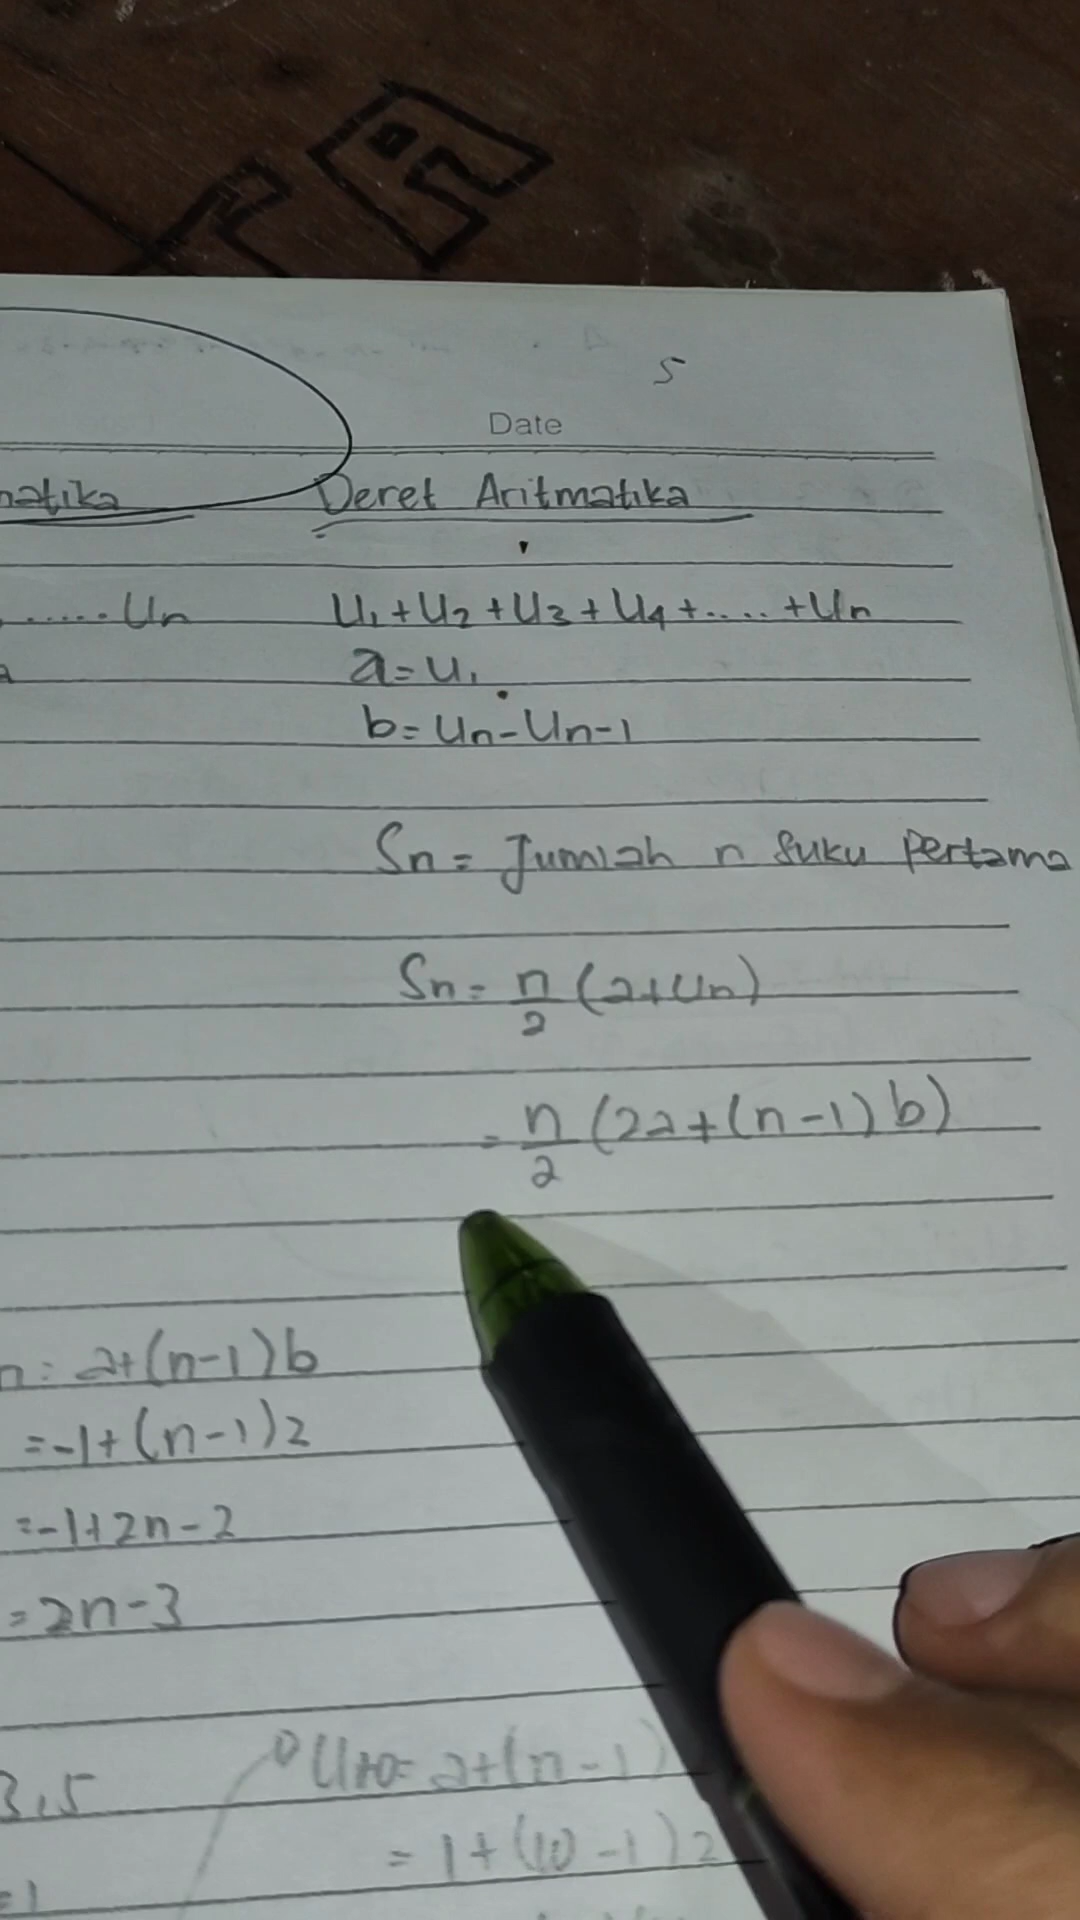 5
Date
matika Deret Aritmatika
......Un U1+U2+U3+U4+.....+Un
a a=U1
b=Un-Un-1
Sn= Jumlah n suku Pertama
Sn= n/2 (a+Un)
= n/2 (2a+(n-1)b)
n= a+(n-1)b
=-1+(n-1)2
=-1+2n-2
=2n-3
3,5 U10= a+(n-1)
=1 = 1+(10-1)2